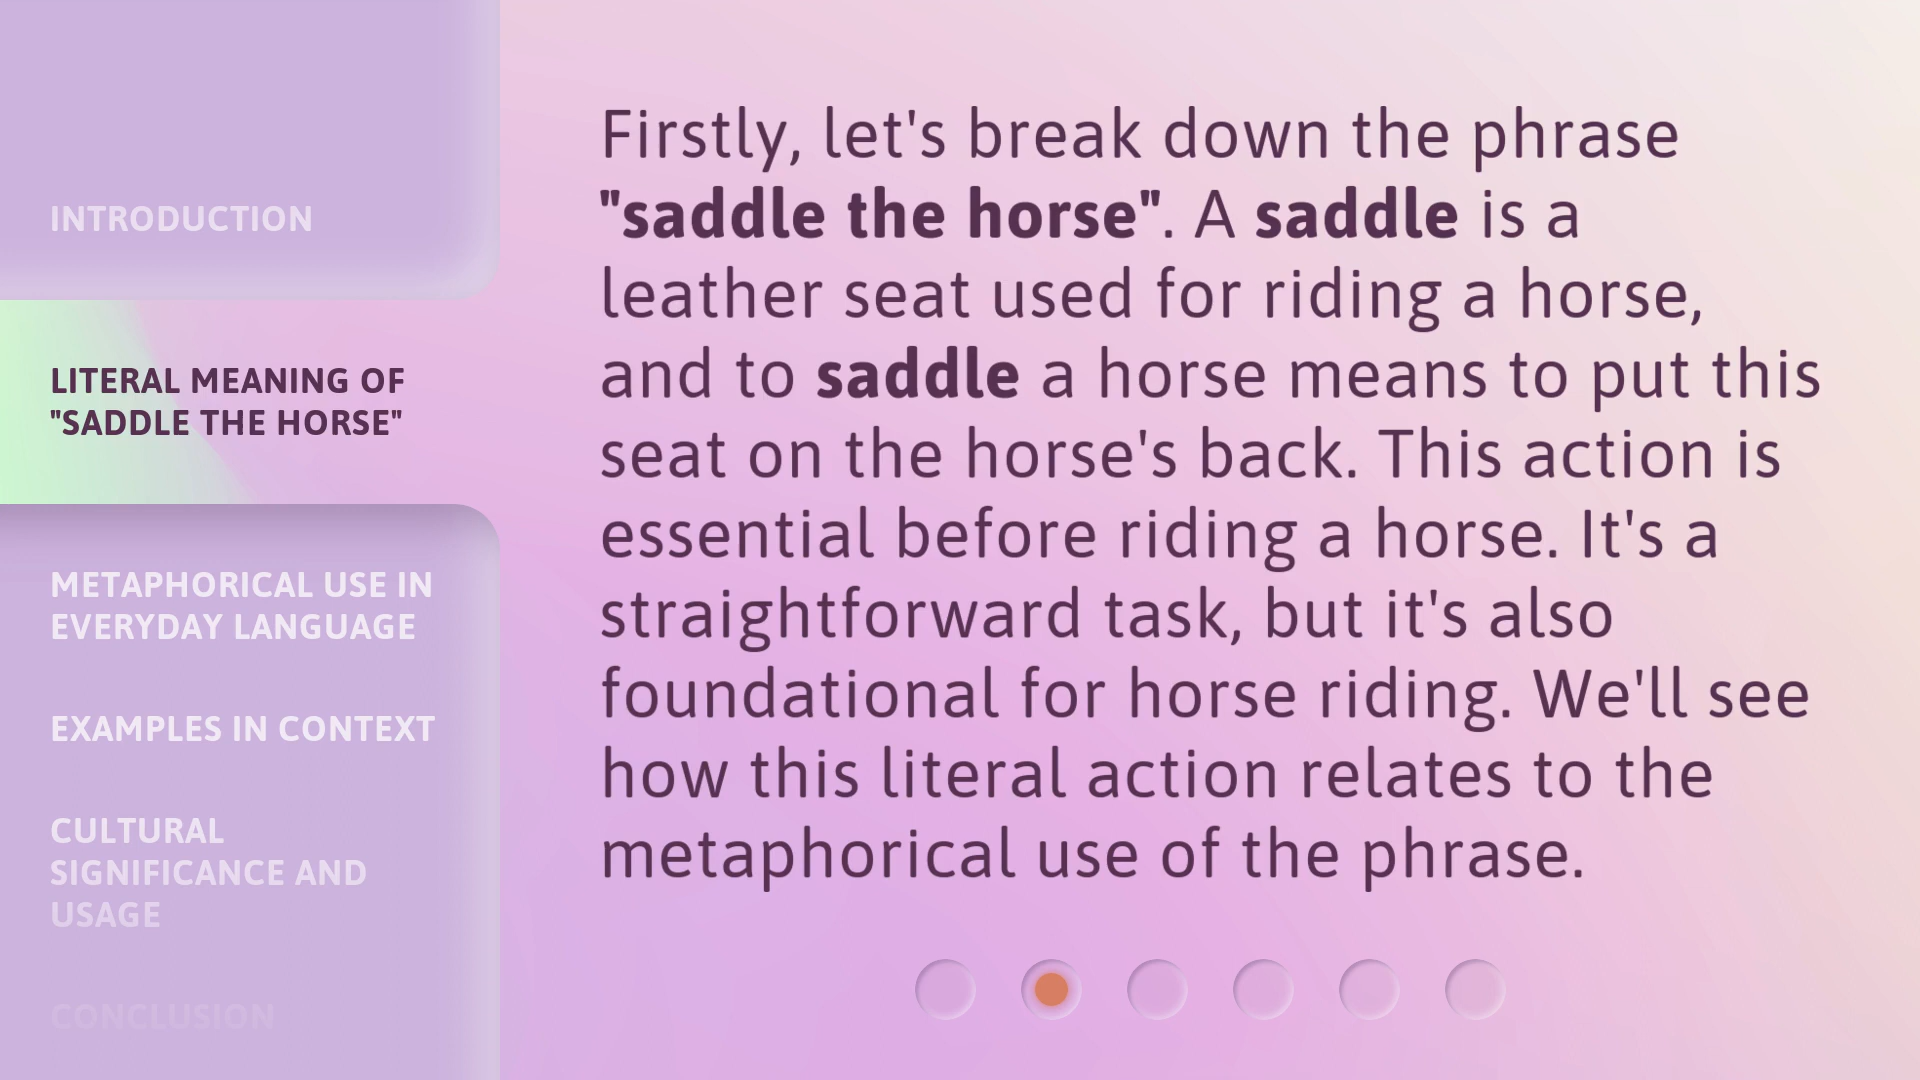 INTRODUCTION
LITERAL MEANING OF
"SADDLE THE HORSE"
METAPHORICAL USE IN
EVERYDAY LANGUAGE
EXAMPLES IN CONTEXT
CULTURAL
SIGNIFICANCE AND
USAGE
CONCLUSION
Firstly, let's break down the phrase
"saddle the horse". A saddle is a
leather seat used for riding a horse,
and to saddle a horse means to put this
seat on the horse's back. This action is
essential before riding a horse. It's a
straightforward task, but it's also
foundational for horse riding. We'll see
how this literal action relates to the
metaphorical use of the phrase.